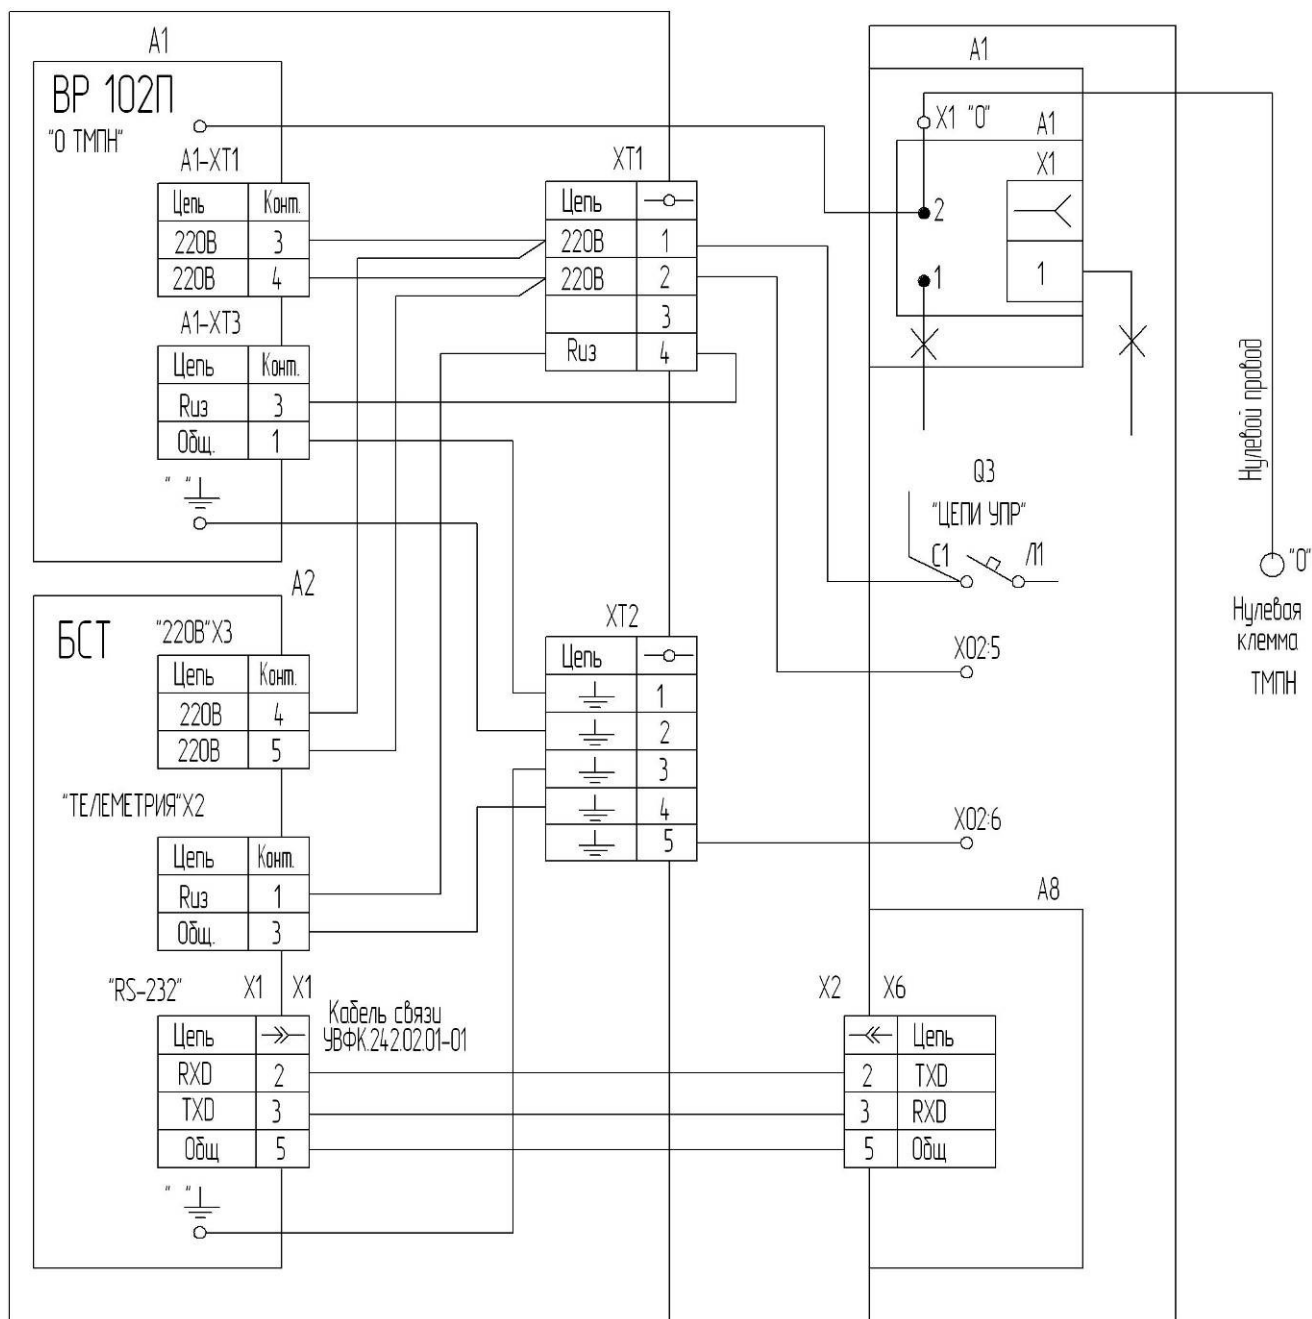 А1
ВР 102П
"0 ТМПН"
А1-ХТ1
Цепь Конт.
220В 3
220В 4
А1-ХТ3
Цепь Конт.
Rиз 3
Общ. 1
" "
А2
БСТ
"220В"Х3
Цепь Конт.
220В 4
220В 5
"ТЕЛЕМЕТРИЯ"Х2
Цепь Конт.
Rиз 1
Общ. 3
"RS-232" Х1 Х1
Цепь
RXD 2
TXD 3
Общ 5
" "
Кабель связи
УВФК.242.02.01-01
ХТ1
Цепь
220В 1
220В 2
3
Rиз 4
ХТ2
Цепь
1
2
3
4
5
А1
Х1 "0"
А1
Х1
2
1
1
Q3
"ЦЕПИ УПР"
С1 Л1
Х02:5
Х02:6
А8
Х2 Х6
Цепь
2 TXD
3 RXD
5 Общ
Нулевой провод
"0"
Нулевая
клемма
ТМПН